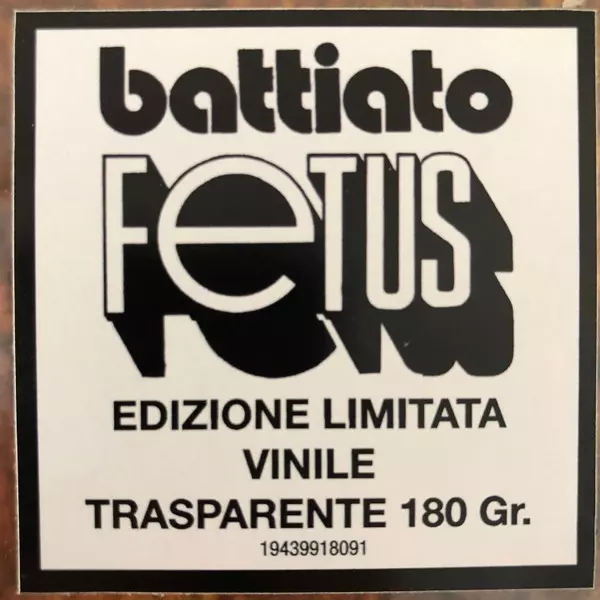 battiato
FeTUS
EDIZIONE LIMITATA
VINILE
TRASPARENTE 180 Gr.
19439918091